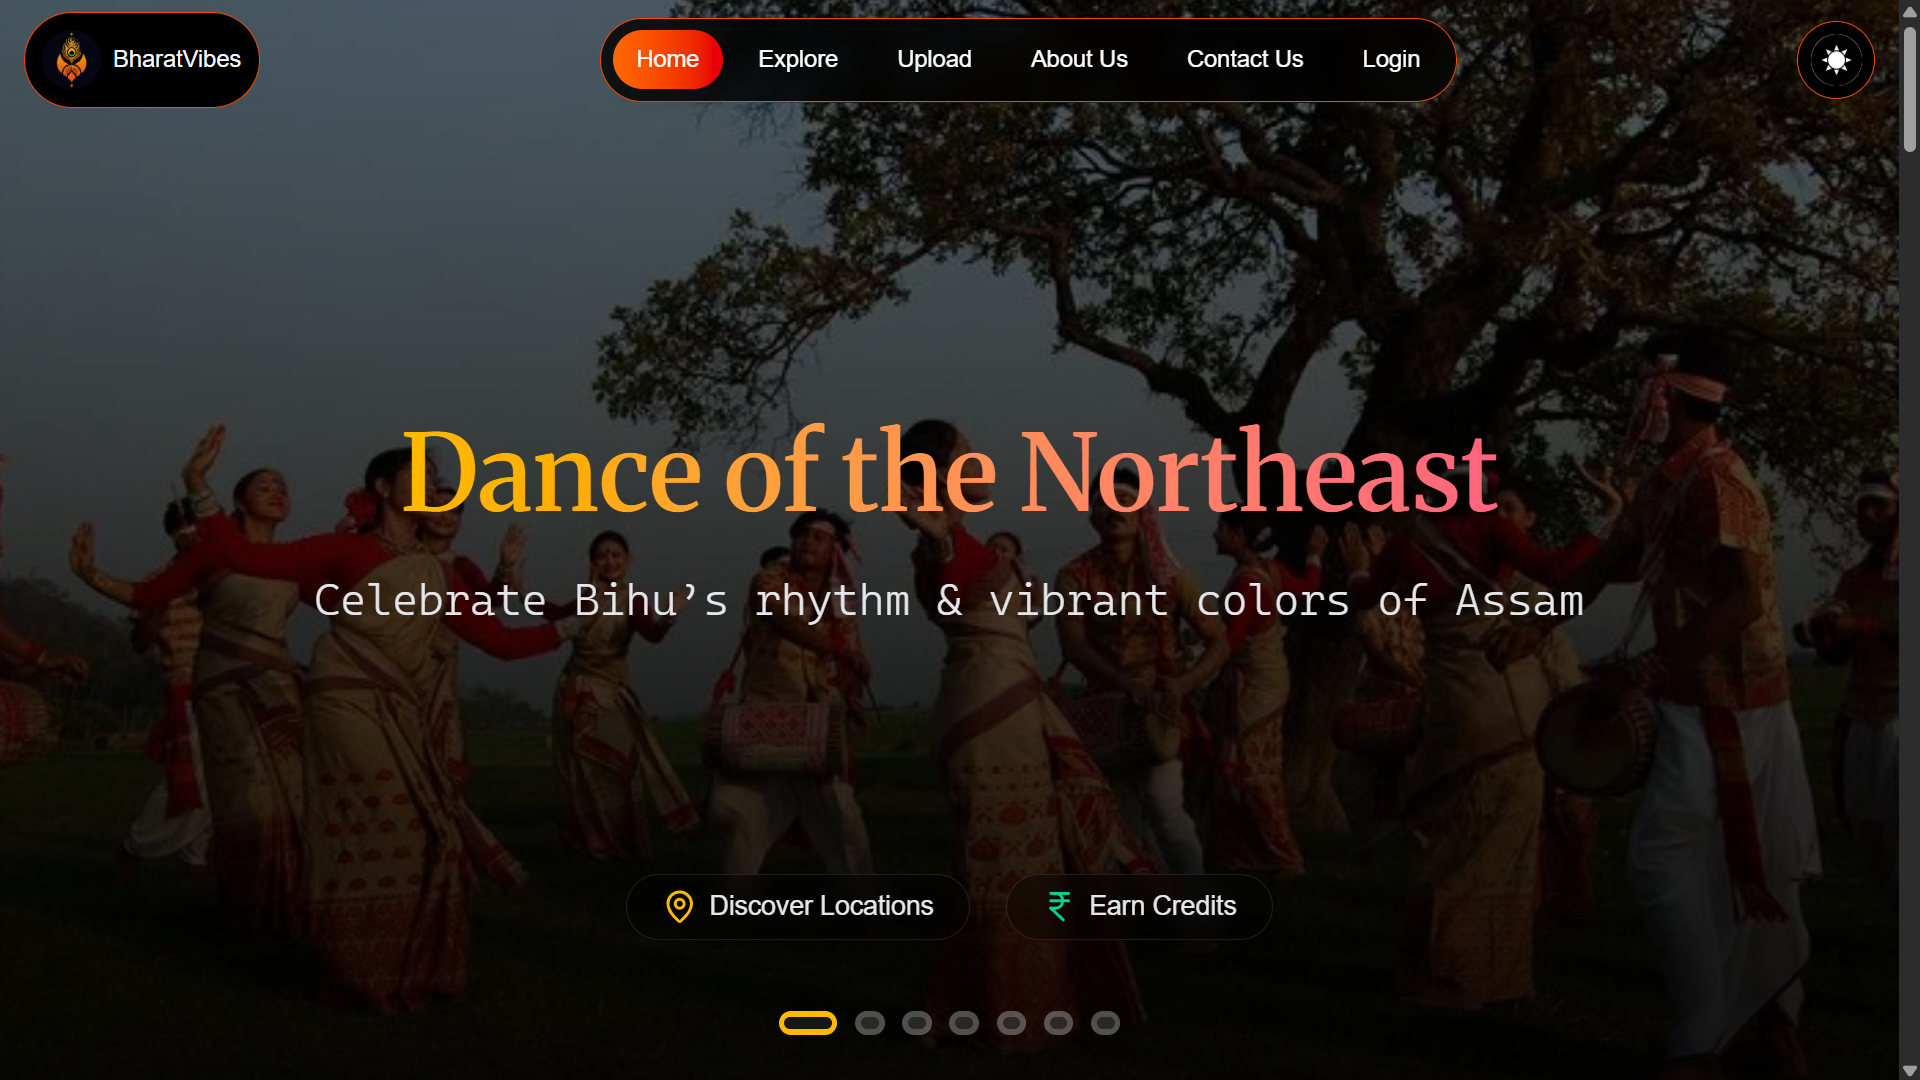 BharatVibes
Home Explore Upload About Us Contact Us Login
Dance of the Northeast
Celebrate Bihu’s rhythm & vibrant colors of Assam
Discover Locations
₹ Earn Credits